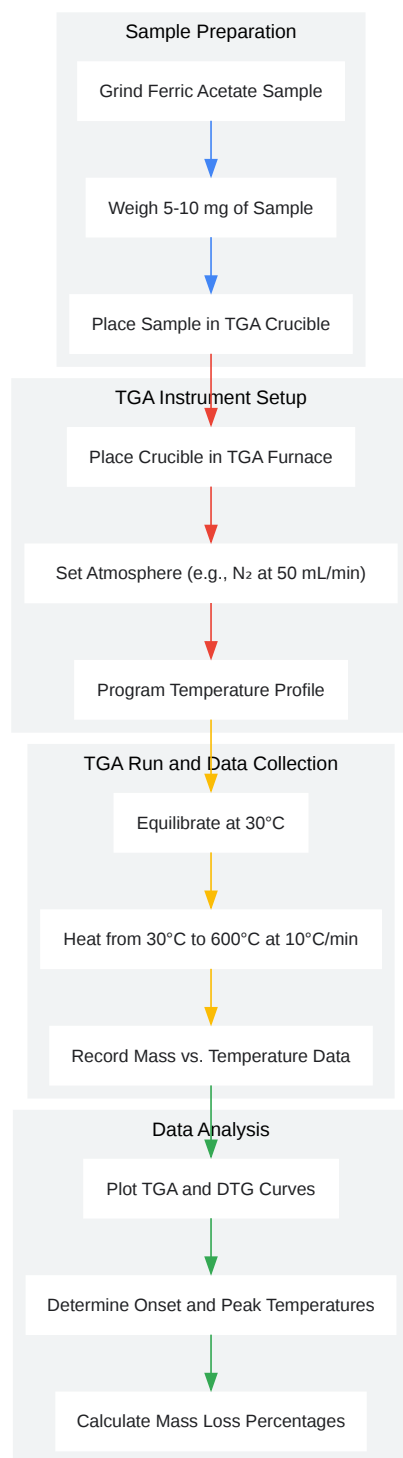 Sample Preparation
Grind Ferric Acetate Sample
Weigh 5-10 mg of Sample
Place Sample in TGA Crucible
TGA Instrument Setup
Place Crucible in TGA Furnace
Set Atmosphere (e.g., N₂ at 50 mL/min)
Program Temperature Profile
TGA Run and Data Collection
Equilibrate at 30°C
Heat from 30°C to 600°C at 10°C/min
Record Mass vs. Temperature Data
Data Analysis
Plot TGA and DTG Curves
Determine Onset and Peak Temperatures
Calculate Mass Loss Percentages